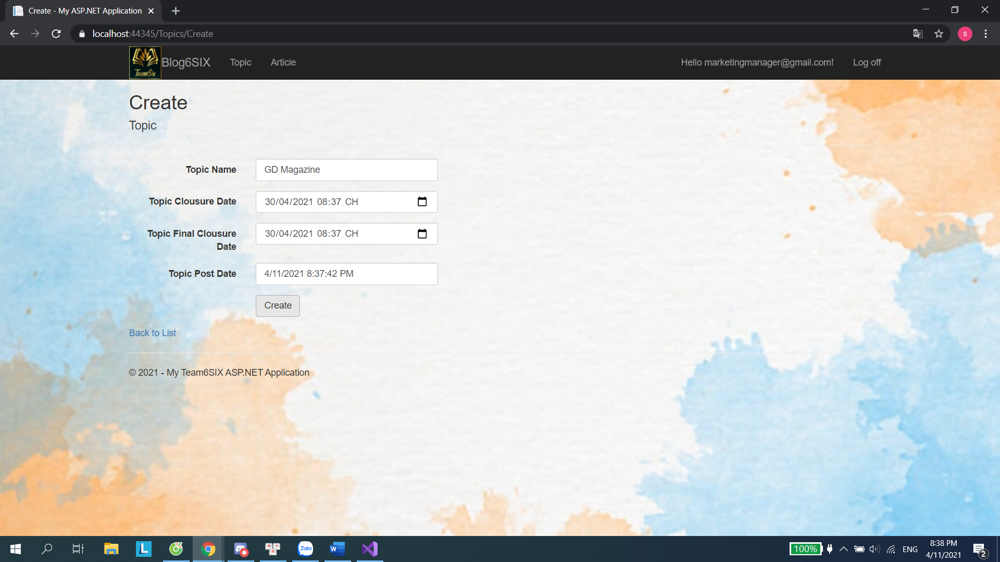 Create - My ASP.NET Application
localhost:44345/Topics/Create
s
TeamSix
Blog6SIX
Topic
Article
Hello marketingmanager@gmail.com!
Log off
Create
Topic
Topic Name
GD Magazine
Topic Clousure Date
30/04/2021 08:37 CH
Topic Final Clousure
Date
30/04/2021 08:37 CH
Topic Post Date
4/11/2021 8:37:42 PM
Create
Back to List
© 2021 - My Team6SIX ASP.NET Application
L
u
i
n
Zalo
W
100%
ENG
8:38 PM
4/11/2021
2